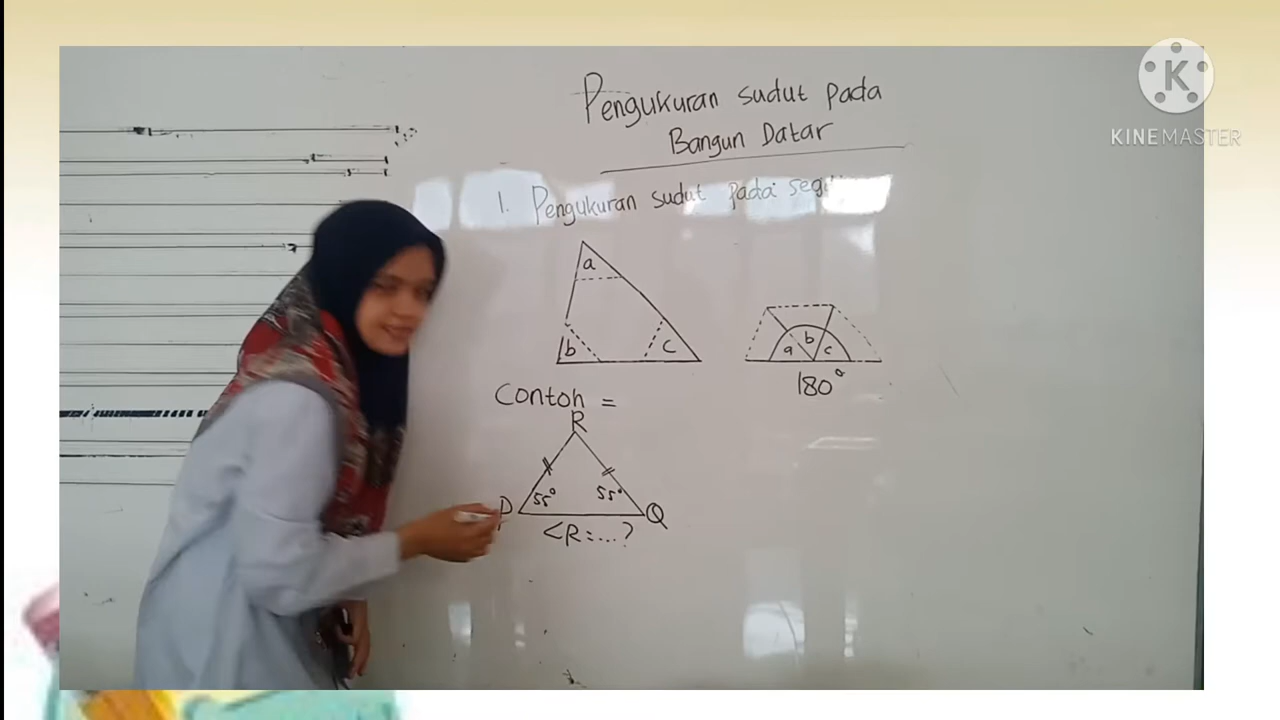 Pengukuran sudut pada
Bangun Datar
1. Pengukuran sudut pada
a
b
c
a b c
180°
Contoh =
R
55° 55°
P Q
<R=...?
K
KINEMASTER